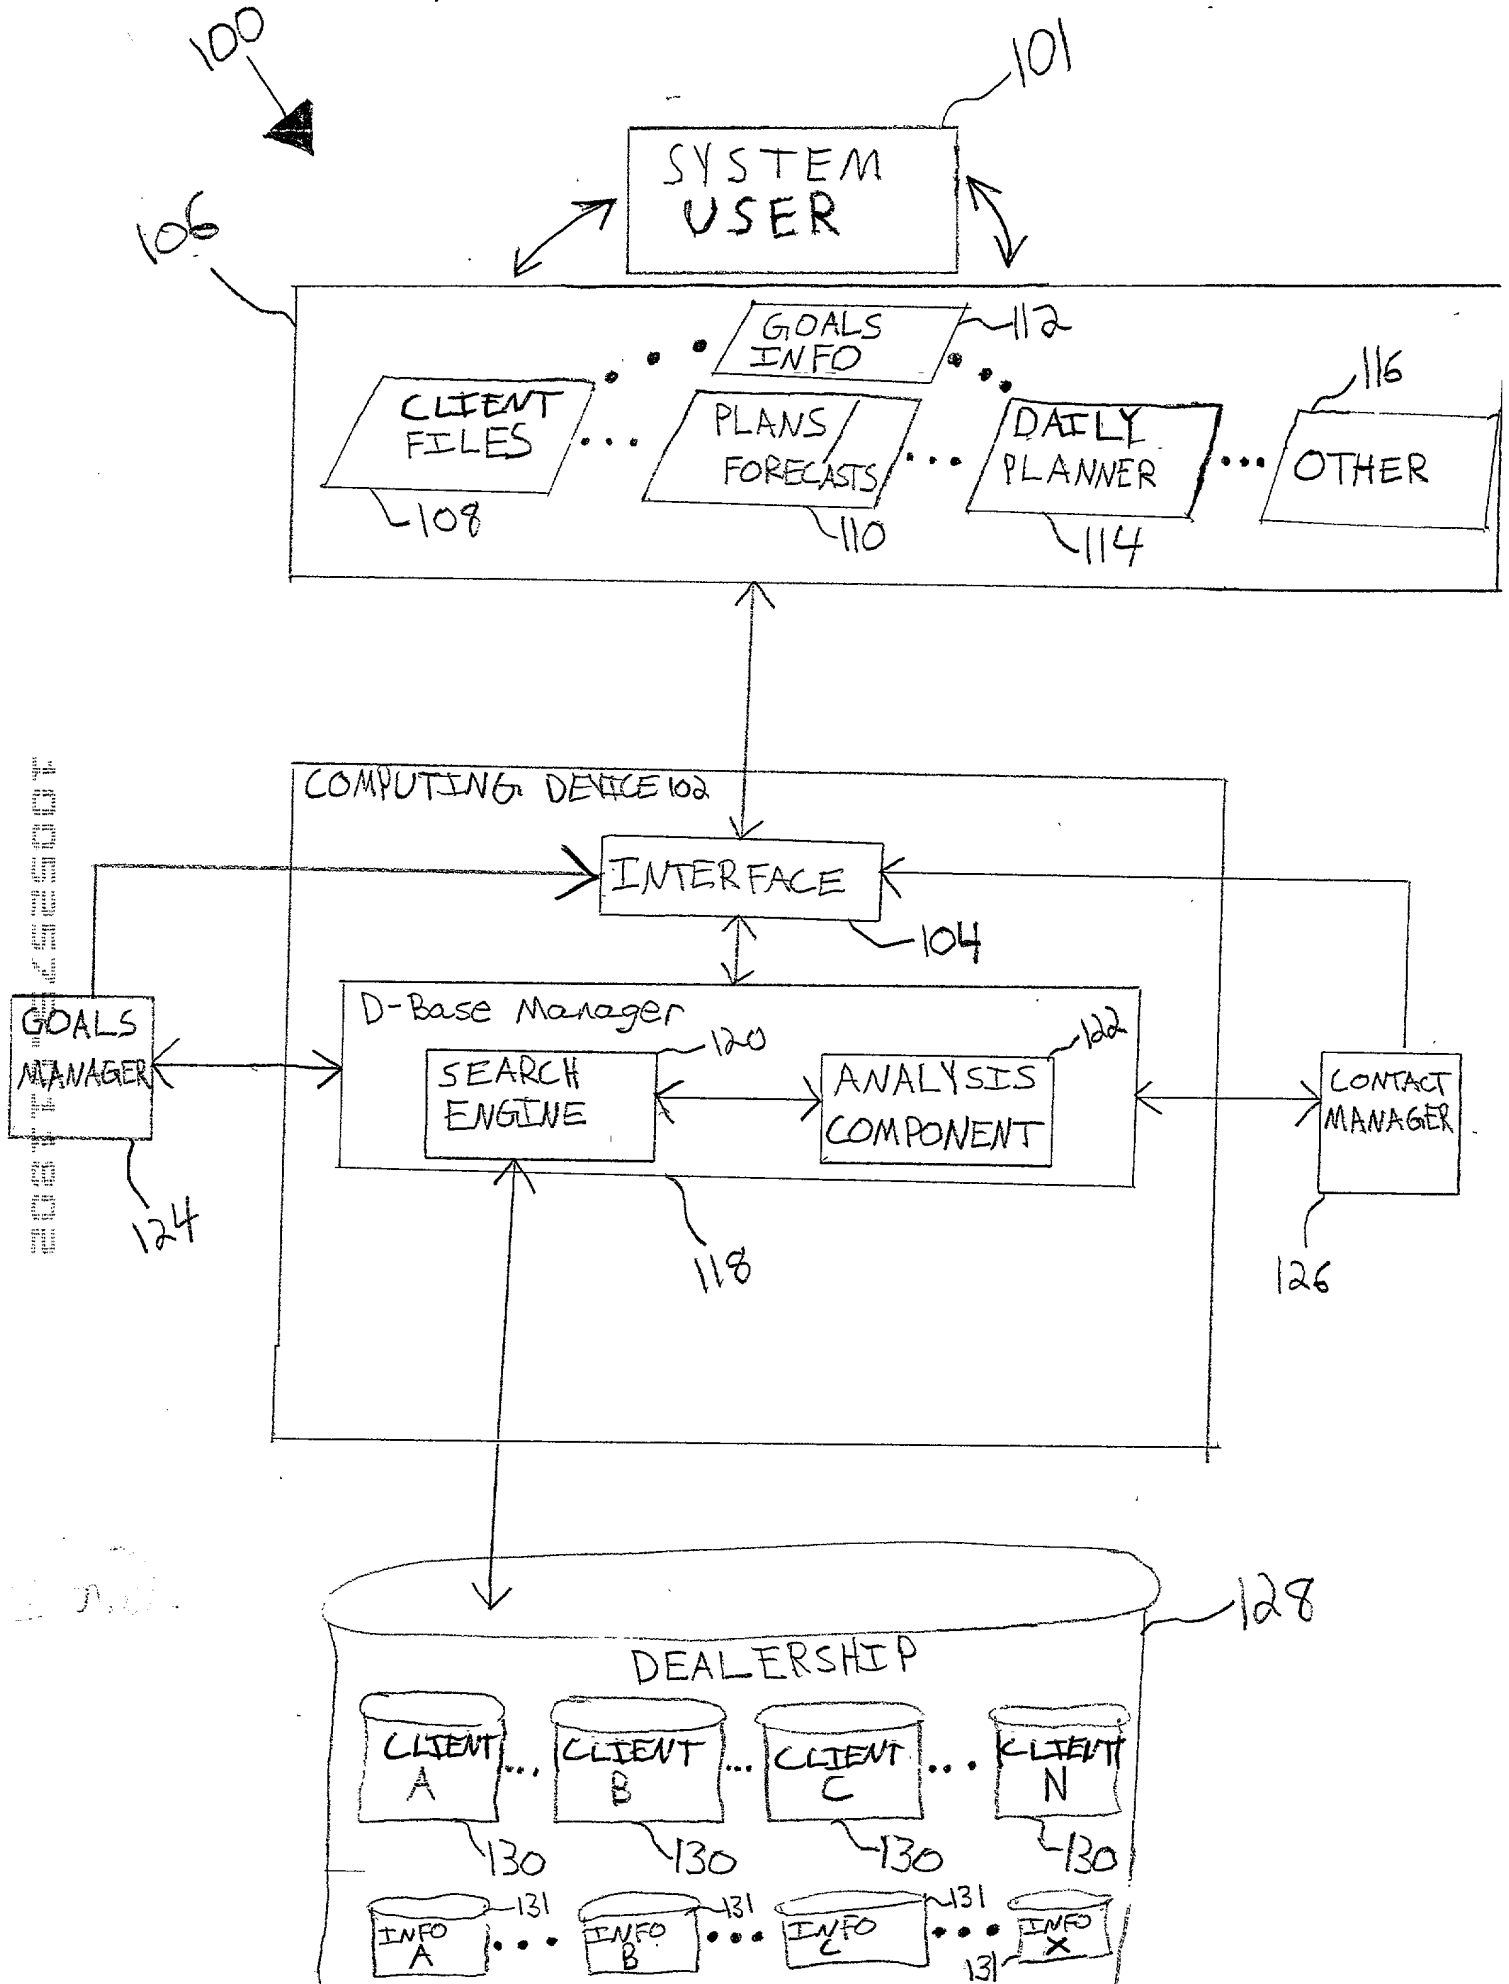 100
101
SYSTEM
USER
106
GOALS
INFO
112
CLIENT
FILES
108
PLANS/
FORECASTS
110
DAILY
PLANNER
114
116
OTHER
COMPUTING DEVICE 102
INTERFACE
104
D-Base Manager
SEARCH
ENGINE
120
ANALYSIS
COMPONENT
122
118
GOALS
MANAGER
124
CONTACT
MANAGER
126
128
DEALERSHIP
CLIENT
A
130
CLIENT
B
130
CLIENT
C
130
CLIENT
N
130
INFO
A
131
INFO
B
131
INFO
C
131
INFO
X
131